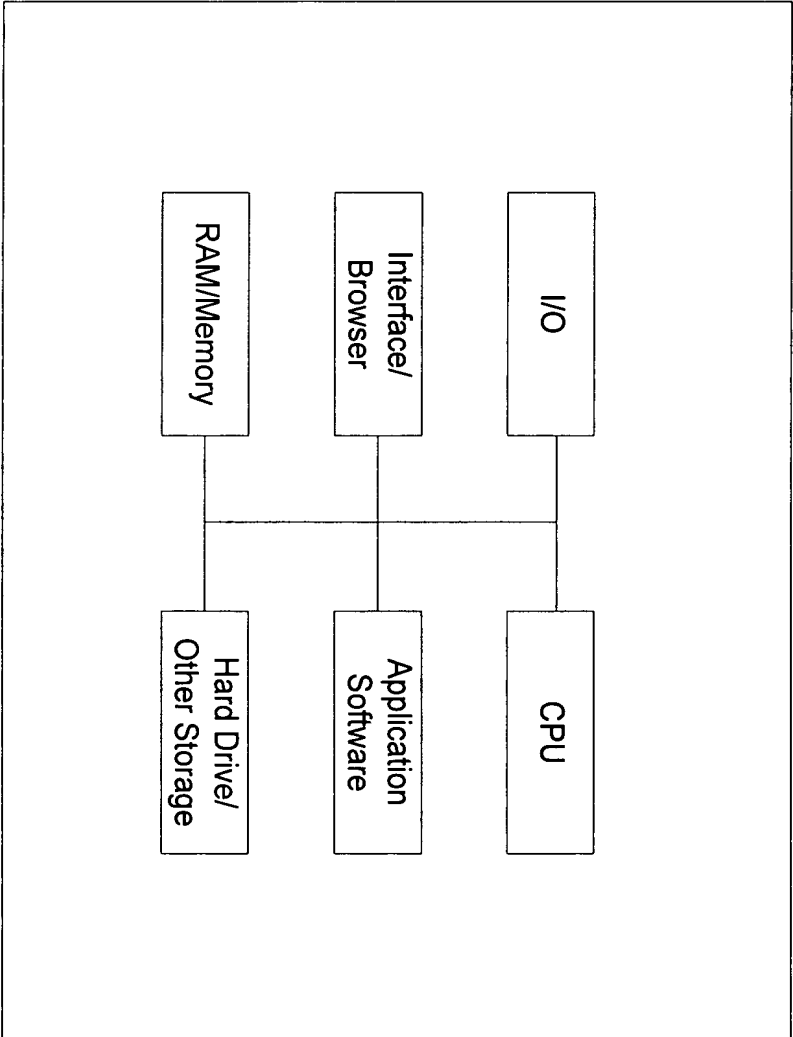 I/O
CPU
Interface/
Browser
Application
Software
RAM/Memory
Hard Drive/
Other Storage